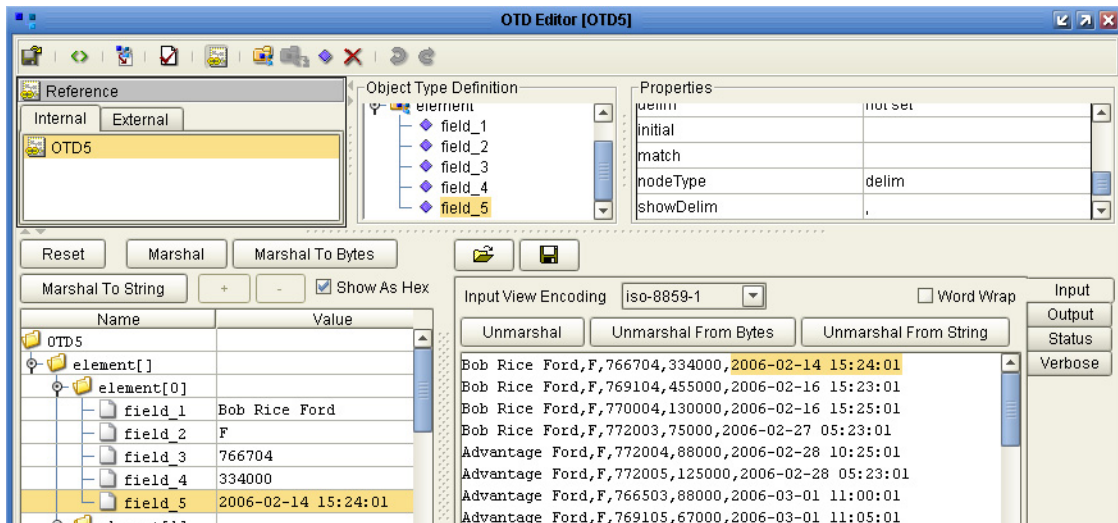 OTD Editor [OTD5]
Reference
Internal External
OTD5
Object Type Definition
element
field_1
field_2
field_3
field_4
field_5
Properties
delim not set
initial
match
nodeType delim
showDelim ,
Reset Marshal Marshal To Bytes
Marshal To String + - Show As Hex
Name Value
OTD5
element[]
element[0]
field_1 Bob Rice Ford
field_2 F
field_3 766704
field_4 334000
field_5 2006-02-14 15:24:01
Input View Encoding iso-8859-1 Word Wrap
Unmarshal Unmarshal From Bytes Unmarshal From String
Bob Rice Ford,F,766704,334000,2006-02-14 15:24:01
Bob Rice Ford,F,769104,455000,2006-02-16 15:23:01
Bob Rice Ford,F,770004,130000,2006-02-16 15:25:01
Bob Rice Ford,F,772003,75000,2006-02-27 05:23:01
Advantage Ford,F,772004,88000,2006-02-28 10:25:01
Advantage Ford,F,772005,125000,2006-02-28 05:23:01
Advantage Ford,F,766503,88000,2006-03-01 11:00:01
Advantage Ford,F,769105,67000,2006-03-01 11:05:01
Input
Output
Status
Verbose